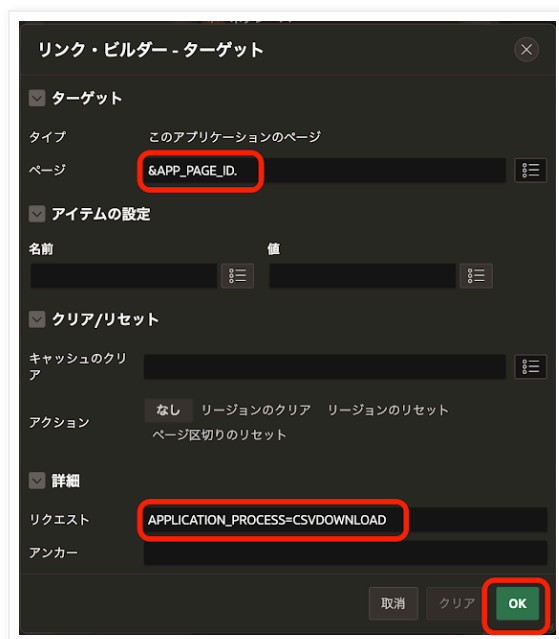 リンク・ビルダー - ターゲット
ターゲット
タイプ このアプリケーションのページ
ページ &APP_PAGE_ID.
アイテムの設定
名前 値
クリア/リセット
キャッシュのクリ
ア
アクション なし リージョンのクリア リージョンのリセット
ページ区切りのリセット
詳細
リクエスト APPLICATION_PROCESS=CSVDOWNLOAD
アンカー
取消 クリア OK